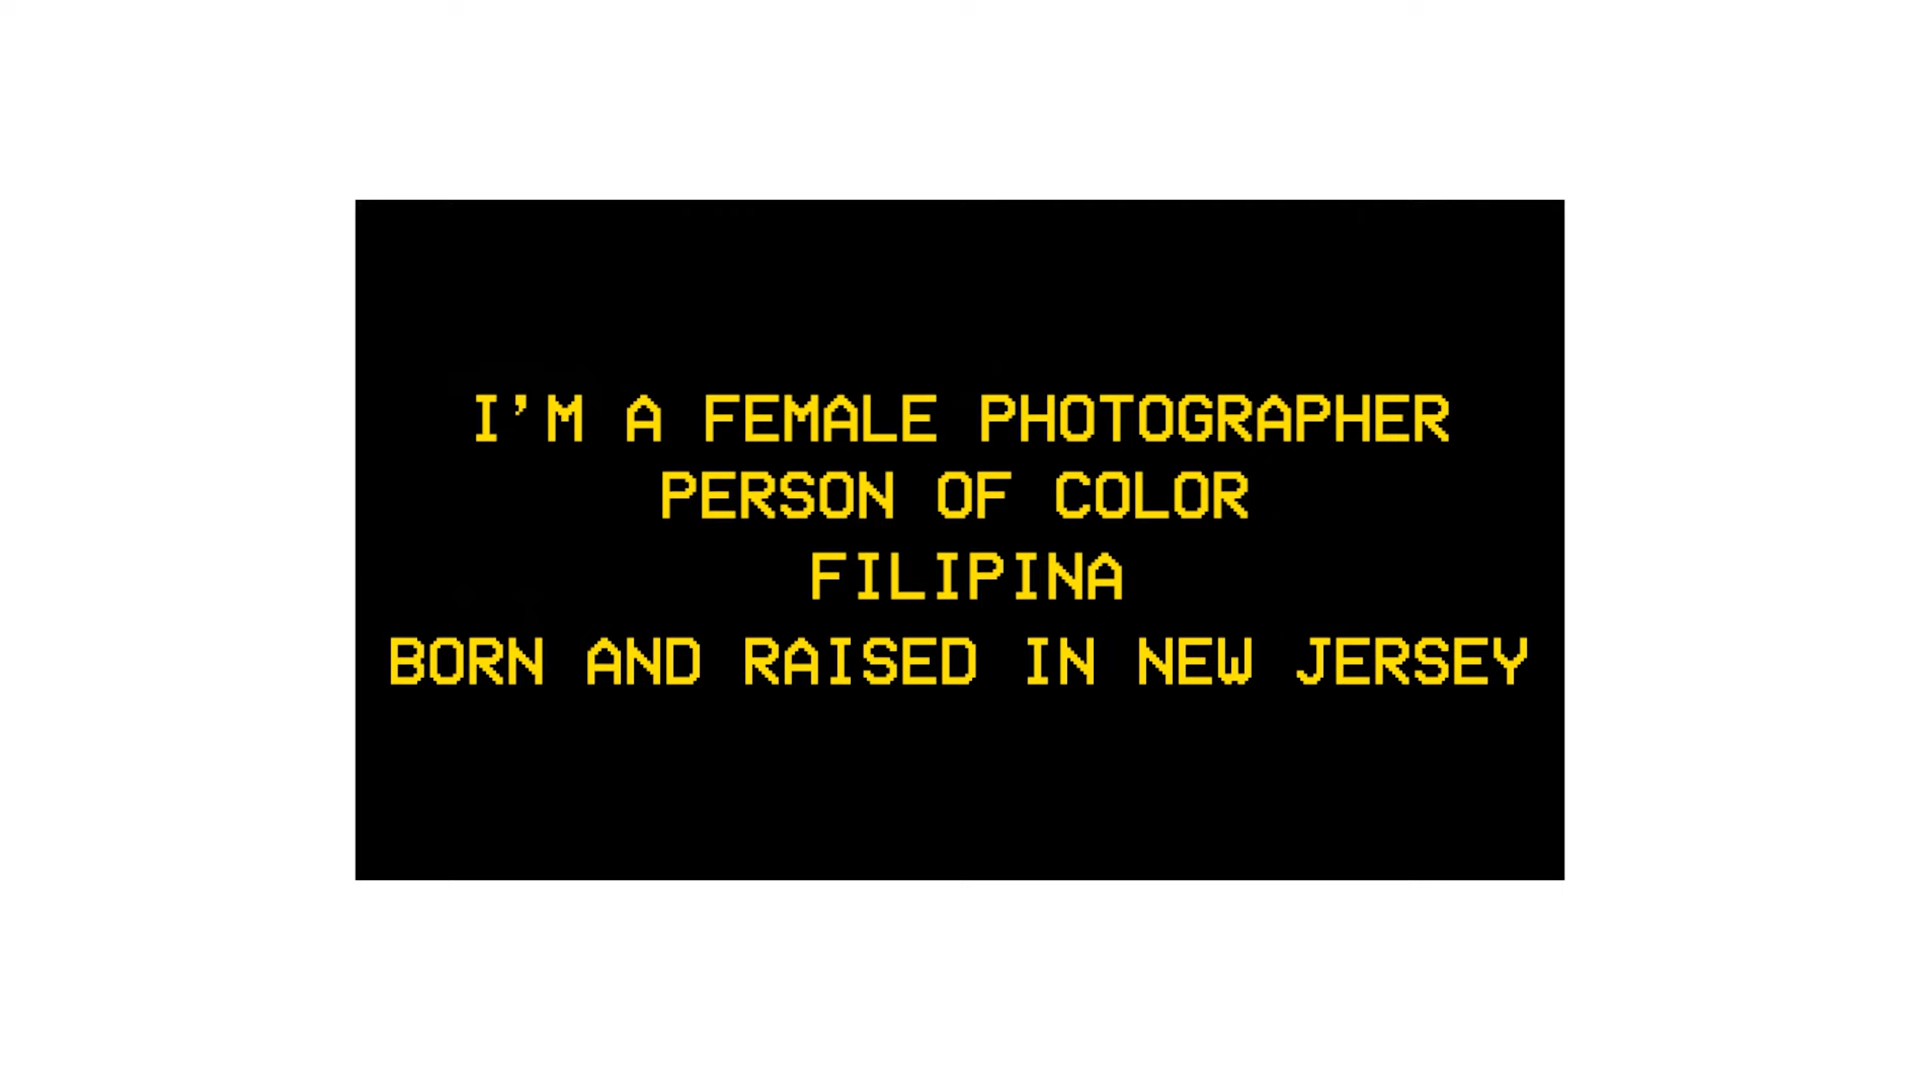 I'M A FEMALE PHOTOGRAPHER
PERSON OF COLOR
FILIPINA
BORN AND RAISED IN NEW JERSEY